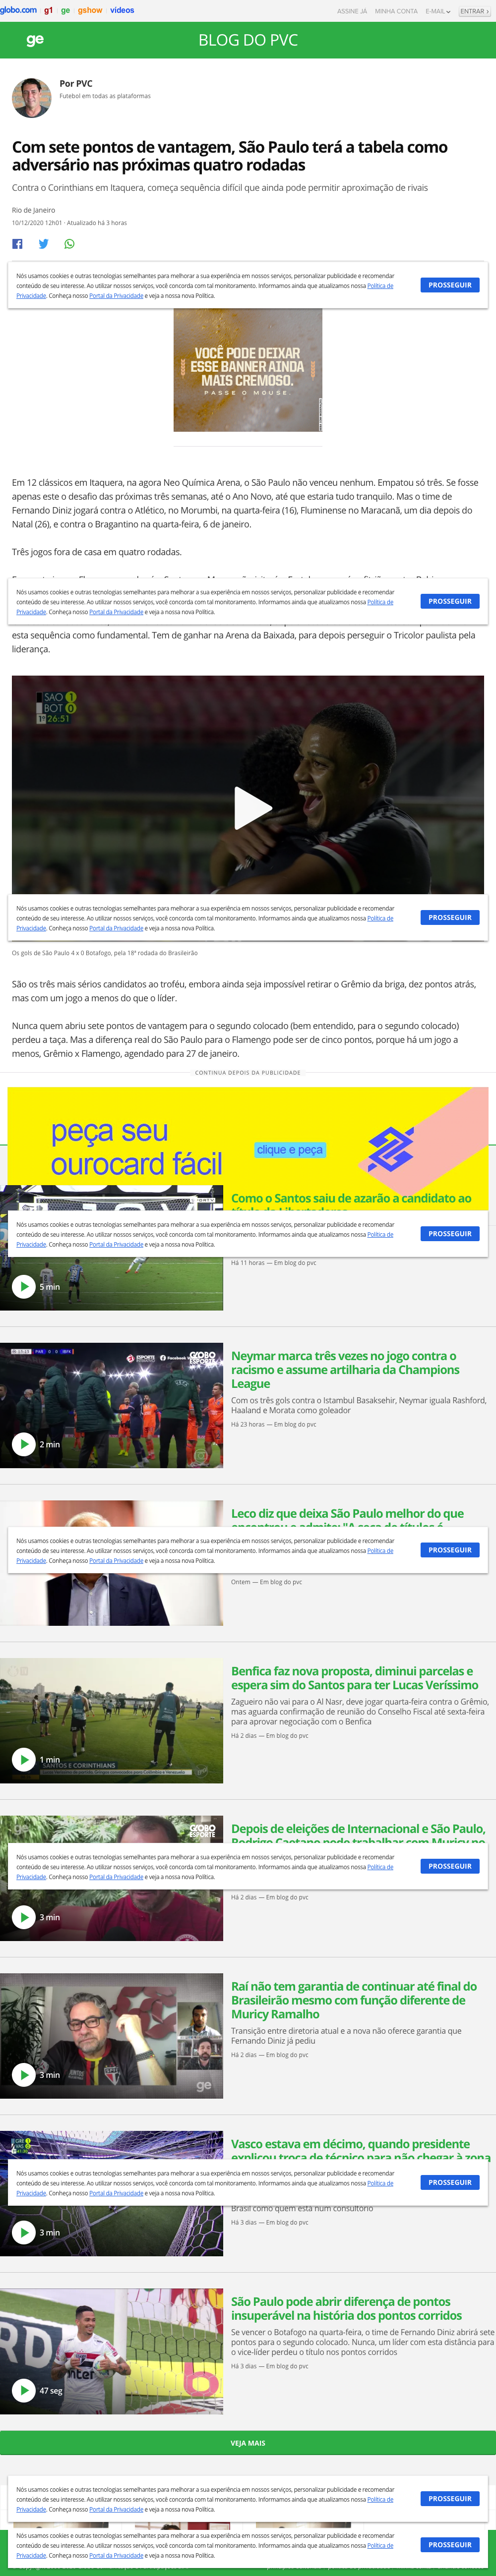 globo.com g1 ge gshow vídeos ASSINE JÁ MINHA CONTA E-MAIL ENTRAR ›
ge BLOG DO PVC
Por PVC
Futebol em todas as plataformas
Com sete pontos de vantagem, São Paulo terá a tabela como
adversário nas próximas quatro rodadas
Contra o Corinthians em Itaquera, começa sequência difícil que ainda pode permitir aproximação de rivais
Rio de Janeiro
10/12/2020 12h01 · Atualizado há 3 horas
Nós usamos cookies e outras tecnologias semelhantes para melhorar a sua experiência em nossos serviços, personalizar publicidade e recomendar
conteúdo de seu interesse. Ao utilizar nossos serviços, você concorda com tal monitoramento. Informamos ainda que atualizamos nossa Política de
Privacidade. Conheça nosso Portal da Privacidade e veja a nossa nova Política.
PROSSEGUIR
VOCÊ PODE DEIXAR
ESSE BANNER AINDA
MAIS CREMOSO.
PASSE O MOUSE.
Em 12 clássicos em Itaquera, na agora Neo Química Arena, o São Paulo não venceu nenhum. Empatou só três. Se fosse
apenas este o desafio das próximas três semanas, até o Ano Novo, até que estaria tudo tranquilo. Mas o time de
Fernando Diniz jogará contra o Atlético, no Morumbi, na quarta-feira (16), Fluminense no Maracanã, um dia depois do
Natal (26), e contra o Bragantino na quarta-feira, 6 de janeiro.
Três jogos fora de casa em quatro rodadas.
Nós usamos cookies e outras tecnologias semelhantes para melhorar a sua experiência em nossos serviços, personalizar publicidade e recomendar
conteúdo de seu interesse. Ao utilizar nossos serviços, você concorda com tal monitoramento. Informamos ainda que atualizamos nossa Política de
Privacidade. Conheça nosso Portal da Privacidade e veja a nossa nova Política.
PROSSEGUIR
esta sequência como fundamental. Tem de ganhar na Arena da Baixada, para depois perseguir o Tricolor paulista pela
liderança.
SAO 1
BOT 0
1º 26:51
Nós usamos cookies e outras tecnologias semelhantes para melhorar a sua experiência em nossos serviços, personalizar publicidade e recomendar
conteúdo de seu interesse. Ao utilizar nossos serviços, você concorda com tal monitoramento. Informamos ainda que atualizamos nossa Política de
Privacidade. Conheça nosso Portal da Privacidade e veja a nossa nova Política.
PROSSEGUIR
Os gols de São Paulo 4 x 0 Botafogo, pela 18ª rodada do Brasileirão
São os três mais sérios candidatos ao troféu, embora ainda seja impossível retirar o Grêmio da briga, dez pontos atrás,
mas com um jogo a menos do que o líder.
Nunca quem abriu sete pontos de vantagem para o segundo colocado (bem entendido, para o segundo colocado)
perdeu a taça. Mas a diferença real do São Paulo para o Flamengo pode ser de cinco pontos, porque há um jogo a
menos, Grêmio x Flamengo, agendado para 27 de janeiro.
CONTINUA DEPOIS DA PUBLICIDADE
peça seu
ourocard fácil
clique e peça
Como o Santos saiu de azarão a candidato ao
título da Libertadores
Nós usamos cookies e outras tecnologias semelhantes para melhorar a sua experiência em nossos serviços, personalizar publicidade e recomendar
conteúdo de seu interesse. Ao utilizar nossos serviços, você concorda com tal monitoramento. Informamos ainda que atualizamos nossa Política de
Privacidade. Conheça nosso Portal da Privacidade e veja a nossa nova Política.
PROSSEGUIR
Há 11 horas — Em blog do pvc
5 min
GLOBO
ESPORTE
Neymar marca três vezes no jogo contra o
racismo e assume artilharia da Champions
League
Com os três gols contra o Istambul Basaksehir, Neymar iguala Rashford,
Haaland e Morata como goleador
Há 23 horas — Em blog do pvc
2 min
Leco diz que deixa São Paulo melhor do que
encontrou e admite: "A seca de títulos é
Nós usamos cookies e outras tecnologias semelhantes para melhorar a sua experiência em nossos serviços, personalizar publicidade e recomendar
conteúdo de seu interesse. Ao utilizar nossos serviços, você concorda com tal monitoramento. Informamos ainda que atualizamos nossa Política de
Privacidade. Conheça nosso Portal da Privacidade e veja a nossa nova Política.
PROSSEGUIR
Ontem — Em blog do pvc
Benfica faz nova proposta, diminui parcelas e
espera sim do Santos para ter Lucas Veríssimo
Zagueiro não vai para o Al Nasr, deve jogar quarta-feira contra o Grêmio,
mas aguarda confirmação de reunião do Conselho Fiscal até sexta-feira
para aprovar negociação com o Benfica
Há 2 dias — Em blog do pvc
1 min
SANTOS E CORINTHIANS
Depois de eleições de Internacional e São Paulo,
Rodrigo Caetano pode trabalhar com Muricy no
GLOBO
ESPORTE
Nós usamos cookies e outras tecnologias semelhantes para melhorar a sua experiência em nossos serviços, personalizar publicidade e recomendar
conteúdo de seu interesse. Ao utilizar nossos serviços, você concorda com tal monitoramento. Informamos ainda que atualizamos nossa Política de
Privacidade. Conheça nosso Portal da Privacidade e veja a nossa nova Política.
PROSSEGUIR
Há 2 dias — Em blog do pvc
3 min
Raí não tem garantia de continuar até final do
Brasileirão mesmo com função diferente de
Muricy Ramalho
Transição entre diretoria atual e a nova não oferece garantia que
Fernando Diniz já pediu
Há 2 dias — Em blog do pvc
3 min
ge
Vasco estava em décimo, quando presidente
explicou troca de técnico para não chegar à zona
Nós usamos cookies e outras tecnologias semelhantes para melhorar a sua experiência em nossos serviços, personalizar publicidade e recomendar
conteúdo de seu interesse. Ao utilizar nossos serviços, você concorda com tal monitoramento. Informamos ainda que atualizamos nossa Política de
Privacidade. Conheça nosso Portal da Privacidade e veja a nossa nova Política.
PROSSEGUIR
Brasil como quem está num consultório
Há 3 dias — Em blog do pvc
3 min
São Paulo pode abrir diferença de pontos
insuperável na história dos pontos corridos
Se vencer o Botafogo na quarta-feira, o time de Fernando Diniz abrirá sete
pontos para o segundo colocado. Nunca, um líder com esta distância para
o vice-líder perdeu o título nos pontos corridos
Há 3 dias — Em blog do pvc
47 seg
VEJA MAIS
Nós usamos cookies e outras tecnologias semelhantes para melhorar a sua experiência em nossos serviços, personalizar publicidade e recomendar
conteúdo de seu interesse. Ao utilizar nossos serviços, você concorda com tal monitoramento. Informamos ainda que atualizamos nossa Política de
Privacidade. Conheça nosso Portal da Privacidade e veja a nossa nova Política.
PROSSEGUIR
Nós usamos cookies e outras tecnologias semelhantes para melhorar a sua experiência em nossos serviços, personalizar publicidade e recomendar
conteúdo de seu interesse. Ao utilizar nossos serviços, você concorda com tal monitoramento. Informamos ainda que atualizamos nossa Política de
Privacidade. Conheça nosso Portal da Privacidade e veja a nossa nova Política.
PROSSEGUIR